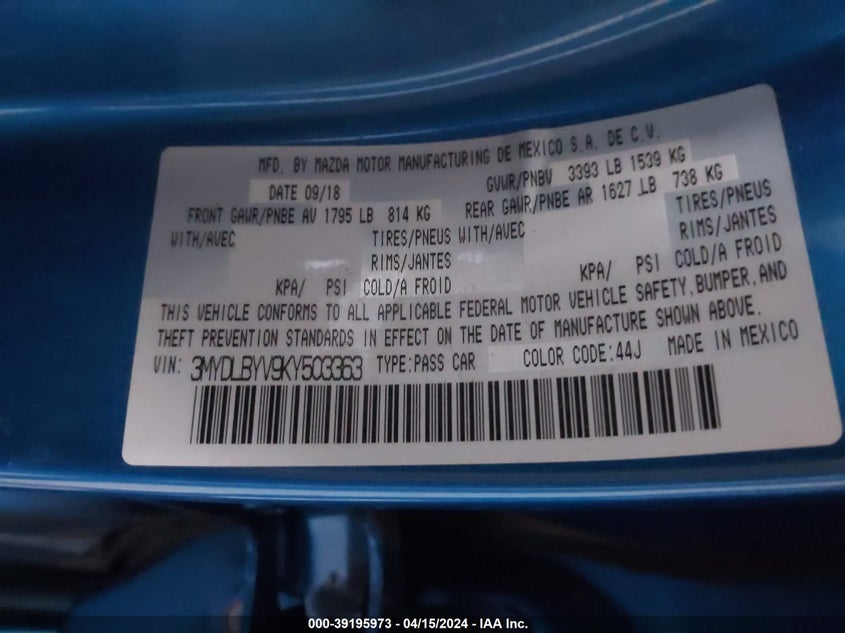 MFD. BY MAZDA MOTOR MANUFACTURING DE MEXICO S.A. DE C.V.
DATE 09/18 GVWR/PNBV 3393 LB 1539 KG
FRONT GAWR/PNBE AV 1795 LB 814 KG REAR GAWR/PNBE AR 1627 LB 738 KG
WITH/AVEC TIRES/PNEUS WITH/AVEC TIRES/PNEUS
RIMS/JANTES RIMS/JANTES
KPA/ PSI COLD/A FROID KPA/ PSI COLD/A FROID
THIS VEHICLE CONFORMS TO ALL APPLICABLE FEDERAL MOTOR VEHICLE SAFETY, BUMPER, AND
THEFT PREVENTION STANDARDS IN EFFECT ON THE DATE OF MANUFACTURE SHOWN ABOVE.
VIN: 3MYDLBYV9KY503363 TYPE:PASS CAR COLOR CODE:44J MADE IN MEXICO
000-39195973 - 04/15/2024 - IAA Inc.